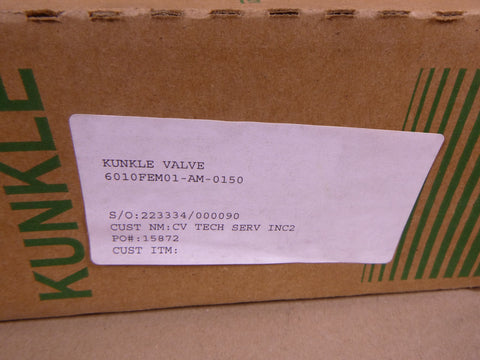 KUNKLE
KUNKLE VALVE
6010FEM01-AM-0150
S/O:223334/000090
CUST NM:CV TECH SERV INC2
PO#:15872
CUST ITM: